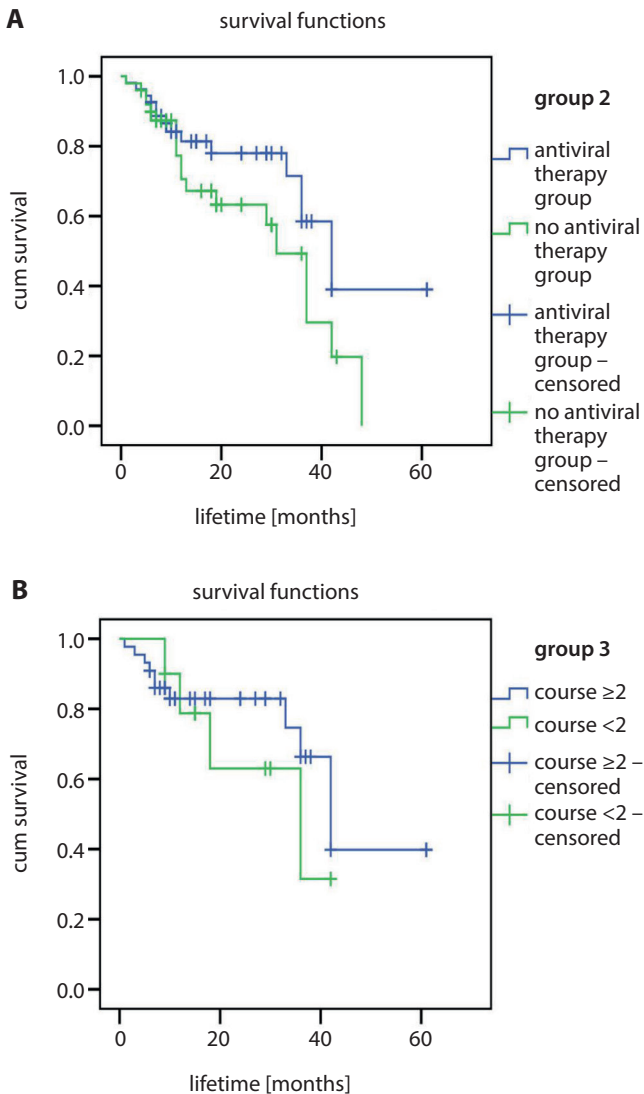 A
survival functions
1.0
0.8
0.6
0.4
0.2
0.0
cum survival
0 20 40 60
lifetime [months]
group 2
antiviral
therapy
group
no antiviral
therapy
group
antiviral
therapy
group –
censored
no antiviral
therapy
group –
censored
B
survival functions
1.0
0.8
0.6
0.4
0.2
0.0
cum survival
0 20 40 60
lifetime [months]
group 3
course ≥2
course <2
course ≥2 –
censored
course <2 –
censored